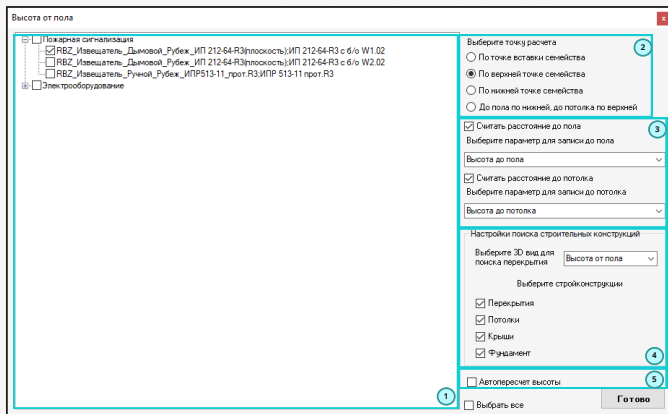 Высота от пола
x
Пожарная сигнализация
RBZ_Извещатель_Дымовой_Рубеж_ИП 212-64-R3(плоскость);ИП 212-64-R3 с б/о W1.02
RBZ_Извещатель_Дымовой_Рубеж_ИП 212-64-R3(плоскость);ИП 212-64-R3 с б/о W2.02
RBZ_Извещатель_Ручной_Рубеж_ИПР513-11_прот.R3;ИПР 513-11 прот.R3
Электрооборудование
1
Выберите точку расчета
2
По точке вставки семейства
По верхней точке семейства
По нижней точке семейства
До пола по нижней, до потолка по верхней
Считать расстояние до пола
3
Выберите параметр для записи до пола
Высота до пола
Считать расстояние до потолка
Выберите параметр для записи до потолка
Высота до потолка
Настройки поиска строительных конструкций
Выберите 3D вид для
поиска перекрытия
Высота от пола
Выберите стройконструкции
Перекрытия
Потолки
Крыши
Фундамент
4
Автопересчет высоты
5
Выбрать все
Готово